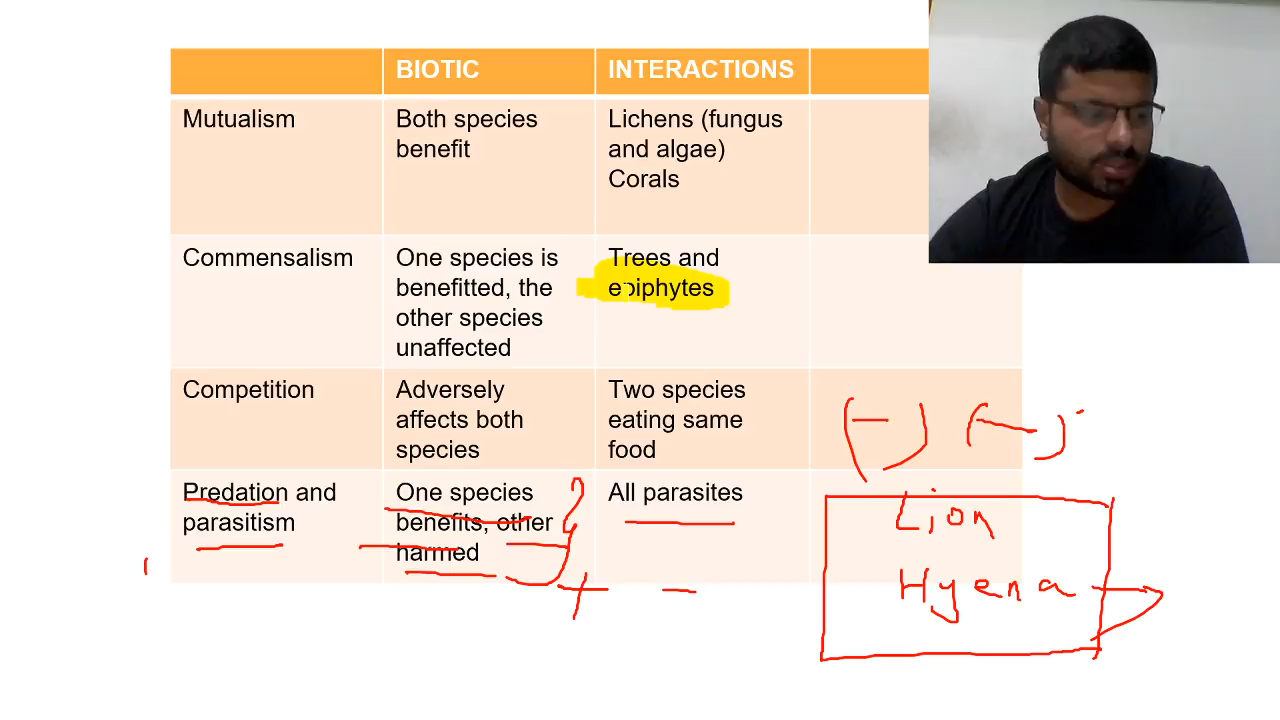 BIOTIC INTERACTIONS
Mutualism
Both species
benefit
Lichens (fungus
and algae)
Corals
Commensalism
One species is
benefitted, the
other species
unaffected
Trees and
epiphytes
Competition
Adversely
affects both
species
Two species
eating same
food
(-) (-)
Predation and
parasitism
One species
benefits, other
harmed
All parasites
+ -
Lion
Hyena